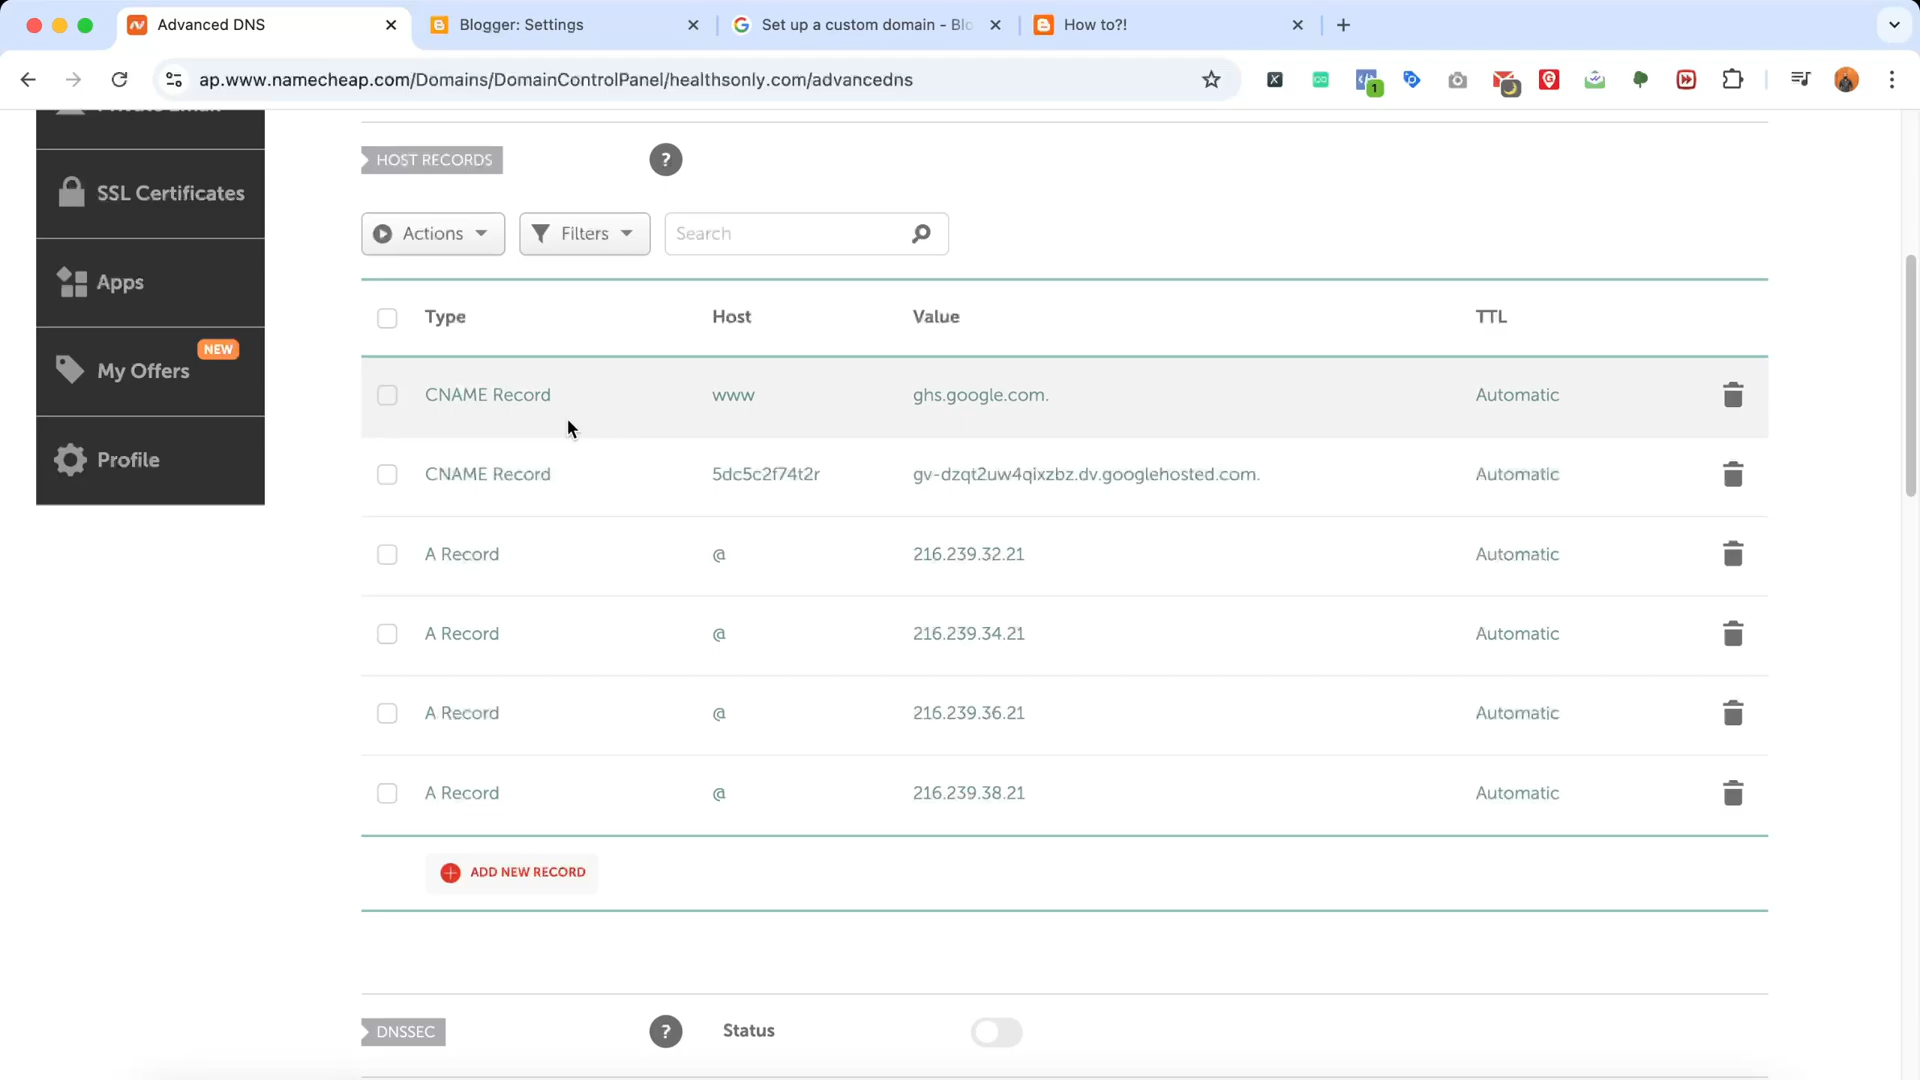 Advanced DNS
Blogger: Settings
Set up a custom domain - Blo
How to?!
ap.www.namecheap.com/Domains/DomainControlPanel/healthsonly.com/advancedns
1
Private Email
SSL Certificates
Apps
My Offers
NEW
Profile
HOST RECORDS
?
Actions
Filters
Search
Type Host Value TTL
CNAME Record www ghs.google.com. Automatic
CNAME Record 5dc5c2f74t2r gv-dzqt2uw4qixzbz.dv.googlehosted.com. Automatic
A Record @ 216.239.32.21 Automatic
A Record @ 216.239.34.21 Automatic
A Record @ 216.239.36.21 Automatic
A Record @ 216.239.38.21 Automatic
ADD NEW RECORD
DNSSEC
?
Status